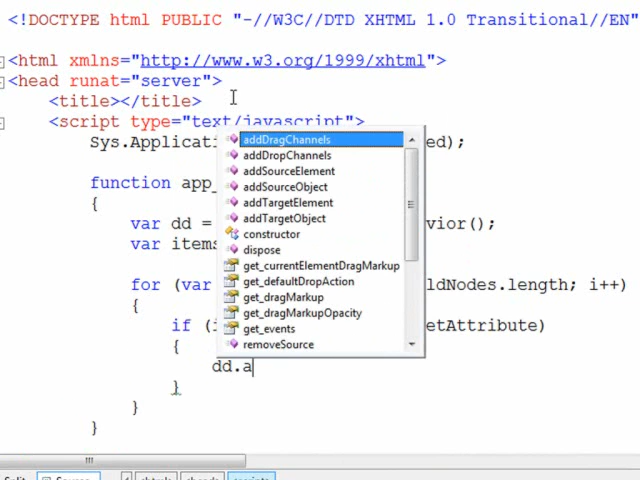 <!DOCTYPE html PUBLIC "-//W3C//DTD XHTML 1.0 Transitional//EN"
<html xmlns="http://www.w3.org/1999/xhtml">
<head runat="server">
<title></title>
<script type="text/javascript">
Sys.Applicati ed);
function app_
{
var dd = vior();
var items
for (var ldNodes.length; i++)
{
if (i etAttribute)
{
dd.a
}
}
}
addDragChannels
addDropChannels
addSourceElement
addSourceObject
addTargetElement
addTargetObject
constructor
dispose
get_currentElementDragMarkup
get_defaultDropAction
get_dragMarkup
get_dragMarkupOpacity
get_events
removeSource